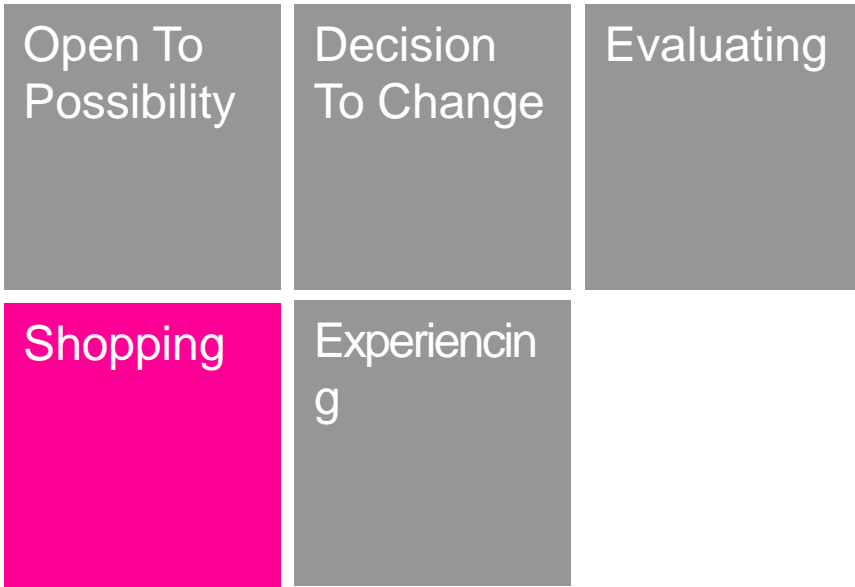 Open To
Possibility
Decision
To Change
Evaluating
Shopping
Experiencin
g